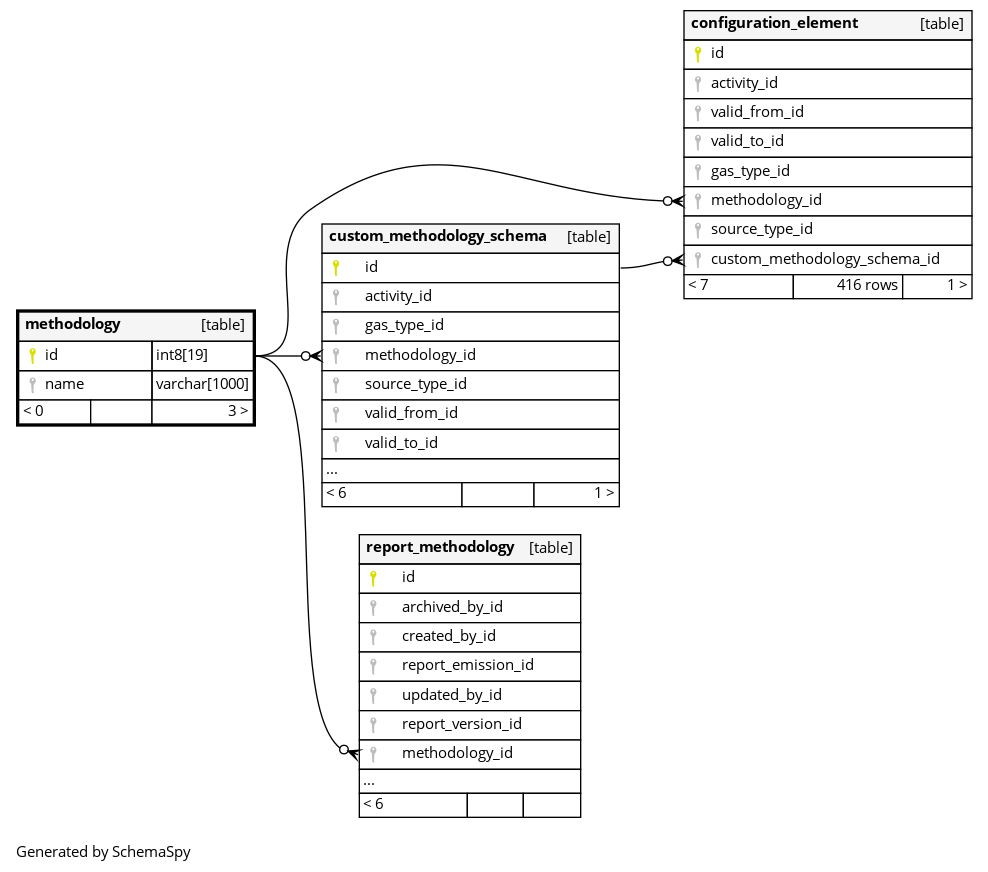 configuration_element [table]
id
activity_id
valid_from_id
valid_to_id
gas_type_id
methodology_id
source_type_id
custom_methodology_schema_id
< 7 416 rows 1 >
custom_methodology_schema [table]
id
activity_id
gas_type_id
methodology_id
source_type_id
valid_from_id
valid_to_id
...
< 6 1 >
methodology [table]
id int8[19]
name varchar[1000]
< 0 3 >
report_methodology [table]
id
archived_by_id
created_by_id
report_emission_id
updated_by_id
report_version_id
methodology_id
...
< 6
Generated by SchemaSpy